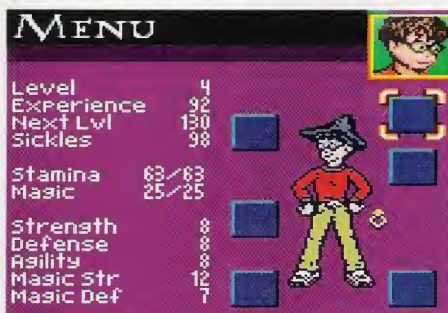 MENU
Level 4
Experience 92
Next Lvl 130
Sickles 98
Stamina 63/63
Magic 25/25
Strength 8
Defense 8
Agility 8
Magic Str 12
Magic Def 7